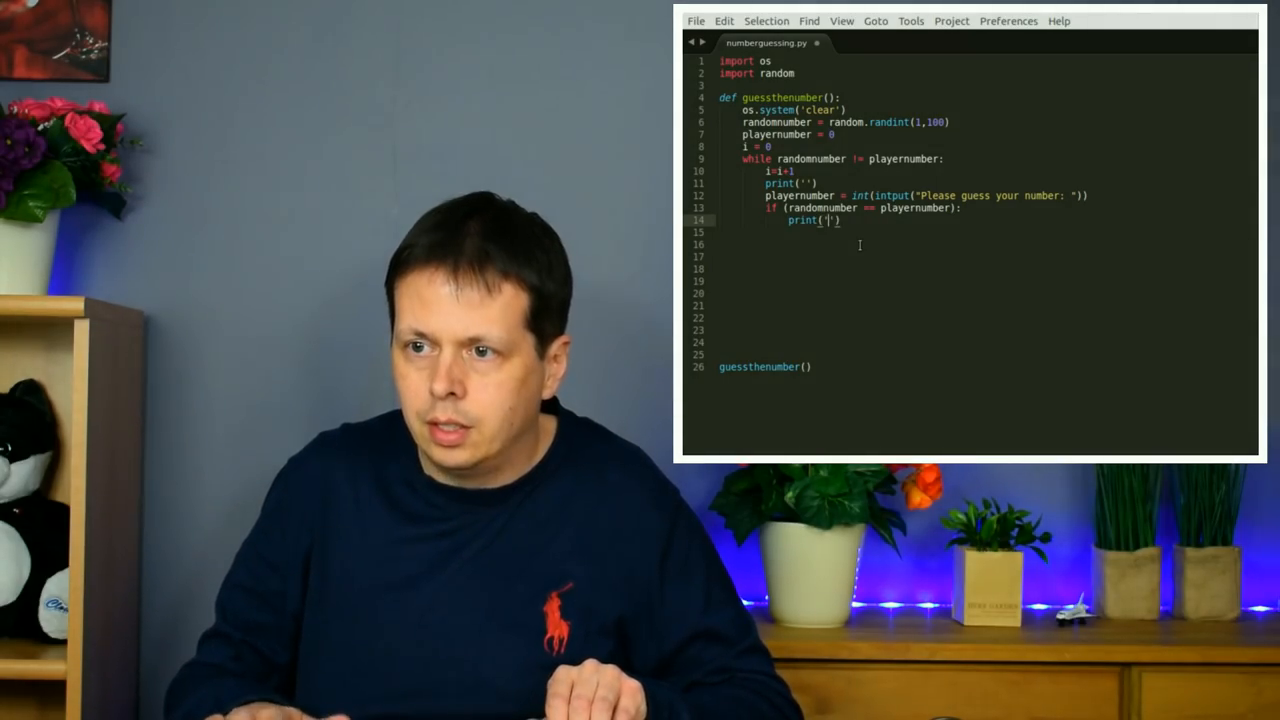 File Edit Selection Find View Goto Tools Project Preferences Help
numberguessing.py
1 import os
2 import random
3
4 def guessthenumber():
5 os.system('clear')
6 randomnumber = random.randint(1,100)
7 playernumber = 0
8 i = 0
9 while randomnumber != playernumber:
10 i=i+1
11 print('')
12 playernumber = int(intput("Please guess your number: "))
13 if (randomnumber == playernumber):
14 print('')
15
16
17
18
19
20
21
22
23
24
25
26 guessthenumber()